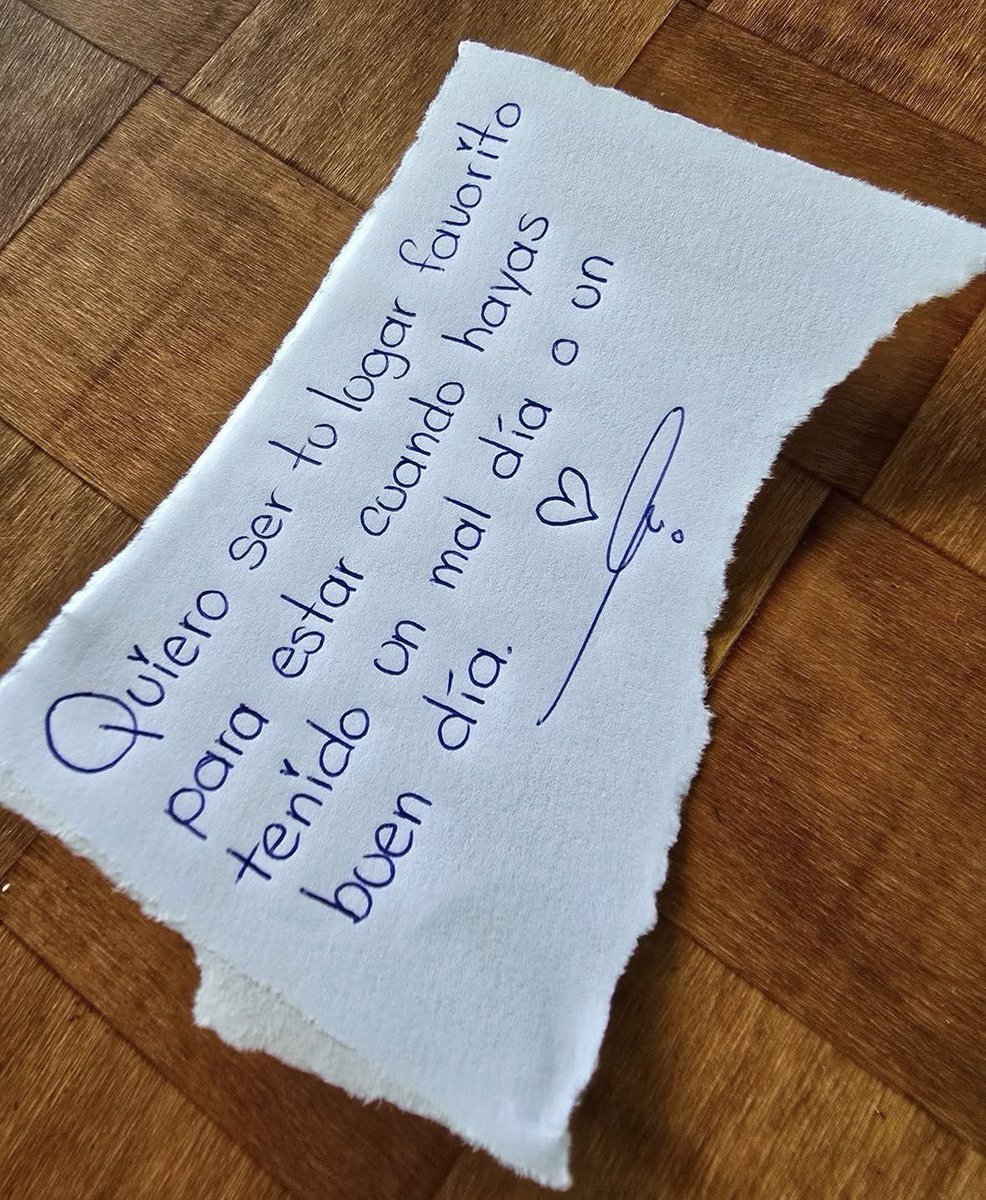 Quiero ser tu lugar favorito
para estar cuando hayas
tenido un mal día o un
buen día.